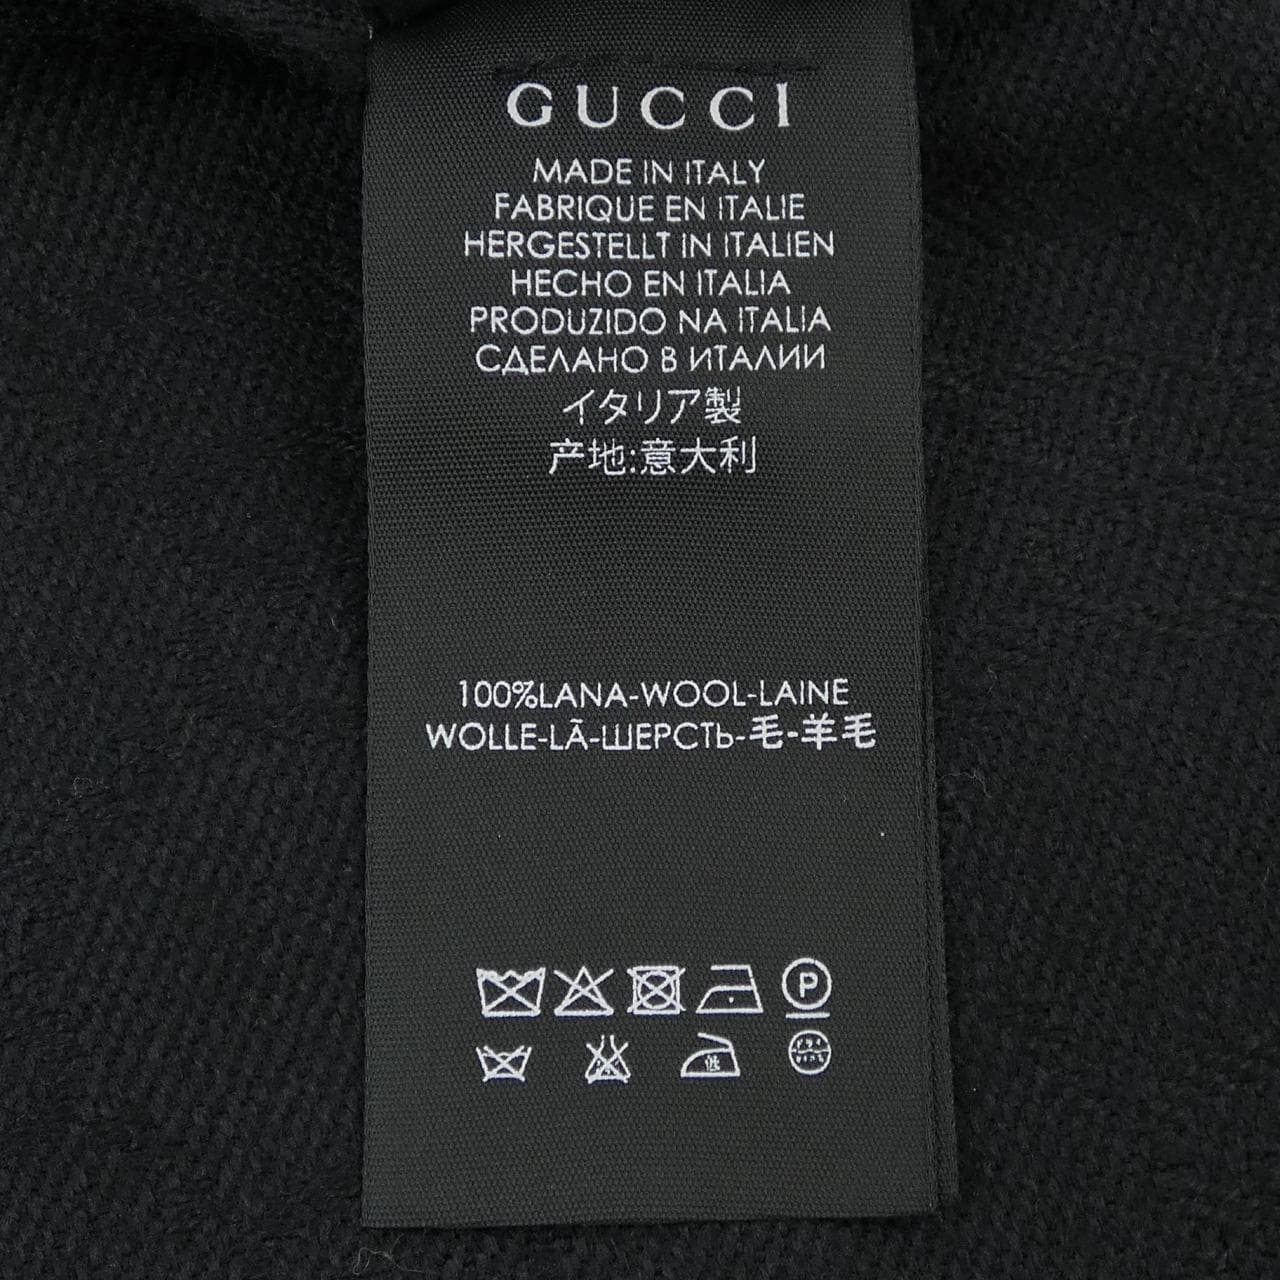 GUCCI
MADE IN ITALY
FABRIQUE EN ITALIE
HERGESTELLT IN ITALIEN
HECHO EN ITALIA
PRODUZIDO NA ITALIA
СДЕЛАНО В ИТАЛИИ
イタリア製
产地:意大利
100%LANA-WOOL-LAINE
WOLLE-LÃ-ШЕРСТЬ-毛-羊毛
P
低